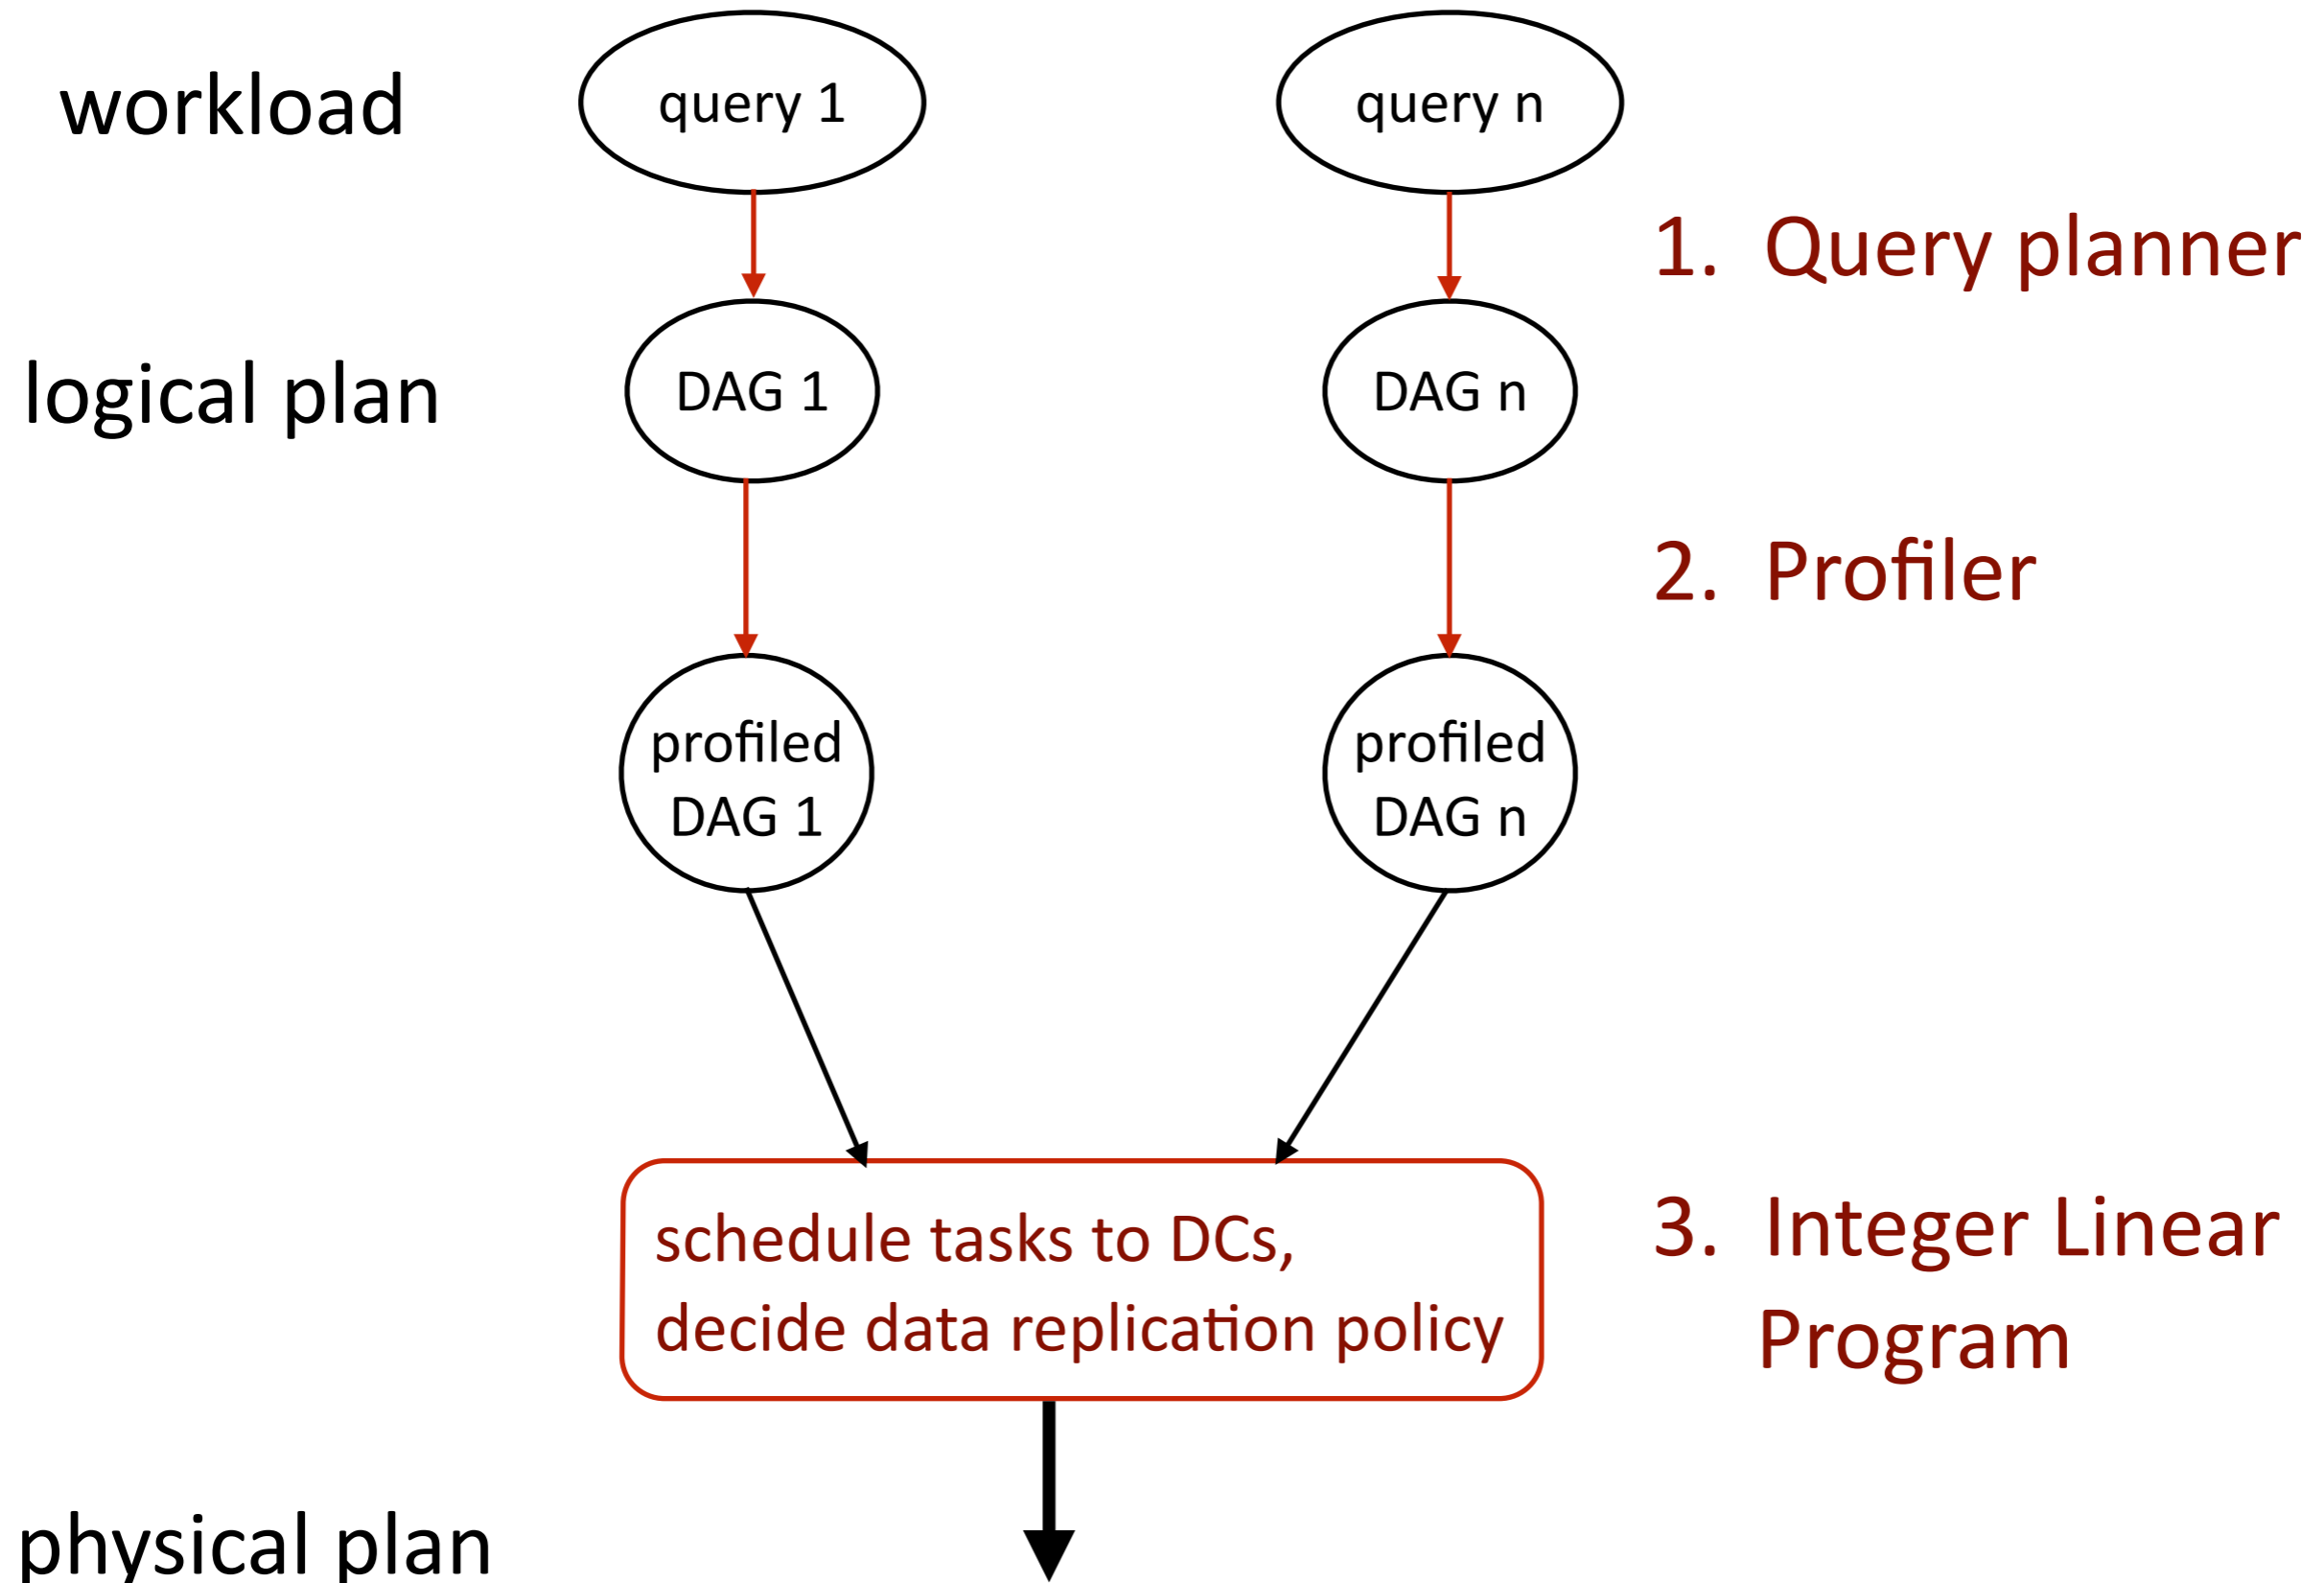 workload
query 1
query n
1. Query planner
logical plan
DAG 1
DAG n
2. Profiler
profiled
DAG 1
profiled
DAG n
schedule tasks to DCs,
decide data replication policy
3. Integer Linear
Program
physical plan